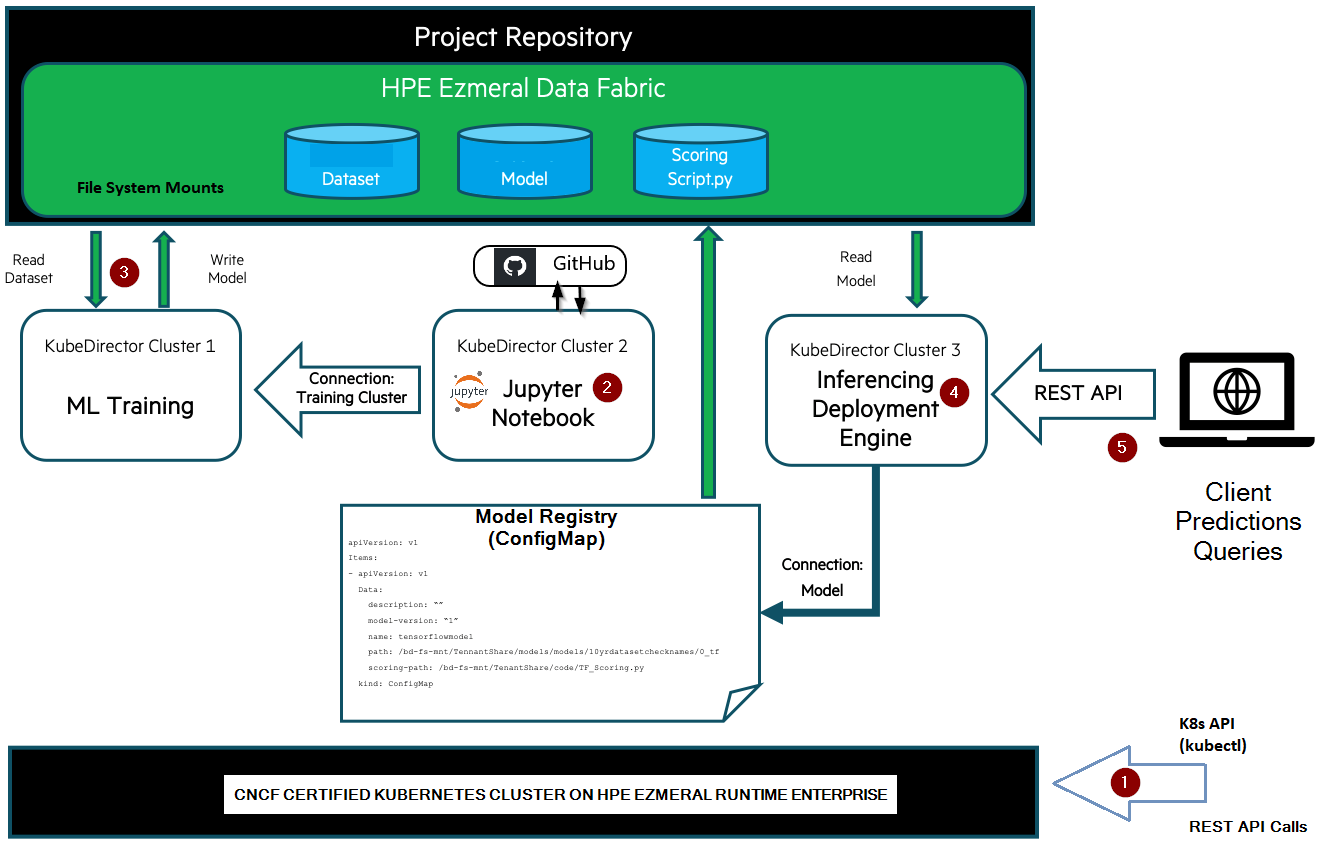 Project Repository
HPE Ezmeral Data Fabric
Dataset
Model
Scoring
Script.py
File System Mounts
Read
Dataset
3
Write
Model
GitHub
Read
Model
KubeDirector Cluster 1
ML Training
Connection:
Training Cluster
KubeDirector Cluster 2
jupyter
Jupyter
Notebook
2
KubeDirector Cluster 3
Inferencing
Deployment
Engine
4
REST API
5
Client
Predictions
Queries
Model Registry
(ConfigMap)
apiVersion: v1
Items:
- apiVersion: v1
Data:
description: “”
model-version: “1”
name: tensorflowmodel
path: /bd-fs-mnt/TennantShare/models/models/10yrdatasetchecknames/0_tf
scoring-path: /bd-fs-mnt/TenantShare/code/TF_Scoring.py
kind: ConfigMap
Connection:
Model
K8s API
(kubectl)
1
REST API Calls
CNCF CERTIFIED KUBERNETES CLUSTER ON HPE EZMERAL RUNTIME ENTERPRISE